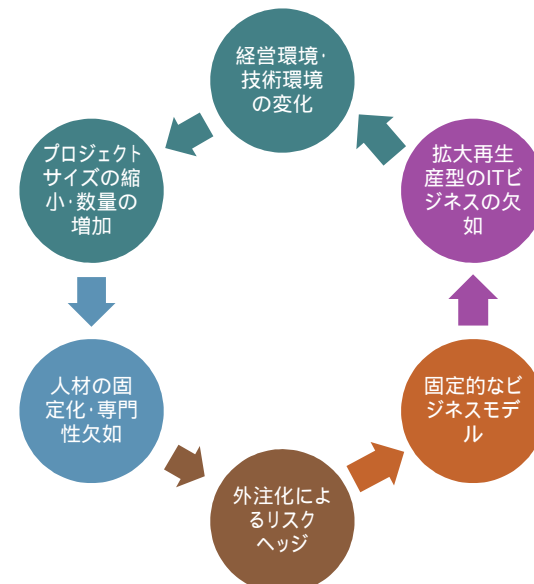 経営環境･
技術環境
の変化
プロジェクト
サイズの縮
小･数量の
増加
人材の固
定化･専門
性欠如
外注化によ
るリスク
ヘッジ
固定的なビ
ジネスモデ
ル
拡大再生
産型のITビ
ジネスの欠
如